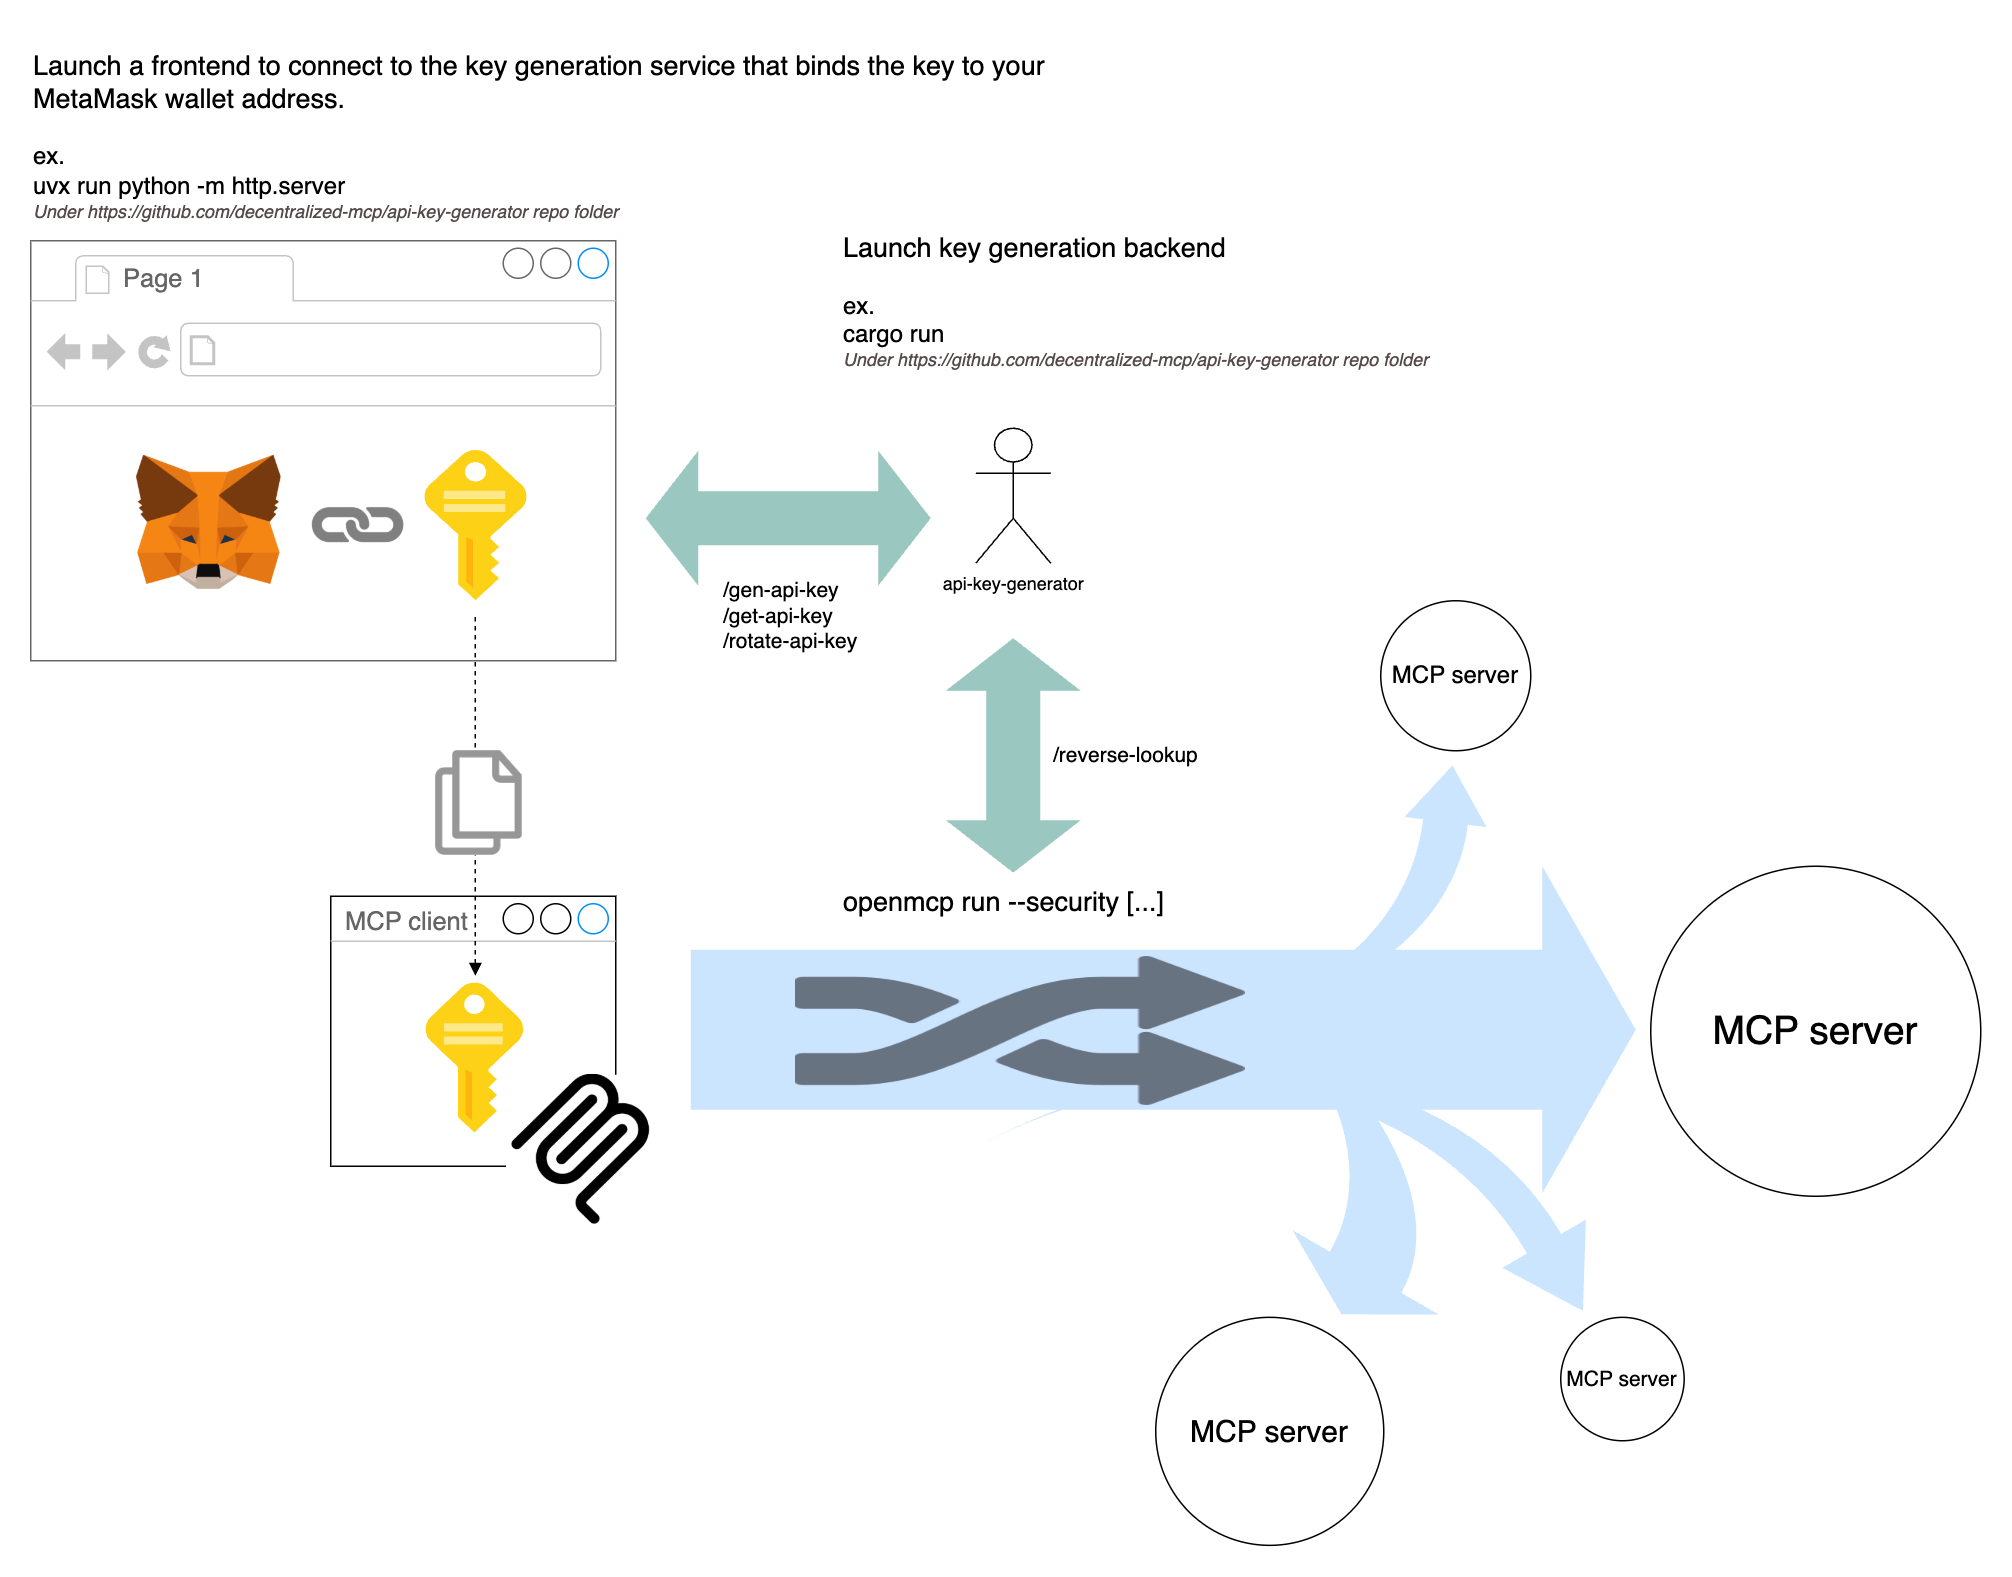 Launch a frontend to connect to the key generation service that binds the key to your
MetaMask wallet address.
ex.
uvx run python -m http.server
Under https://github.com/decentralized-mcp/api-key-generator repo folder
Page 1
Launch key generation backend
ex.
cargo run
Under https://github.com/decentralized-mcp/api-key-generator repo folder
/gen-api-key
/get-api-key
/rotate-api-key
api-key-generator
/reverse-lookup
MCP server
MCP client
openmcp run --security [...]
MCP server
MCP server
MCP server